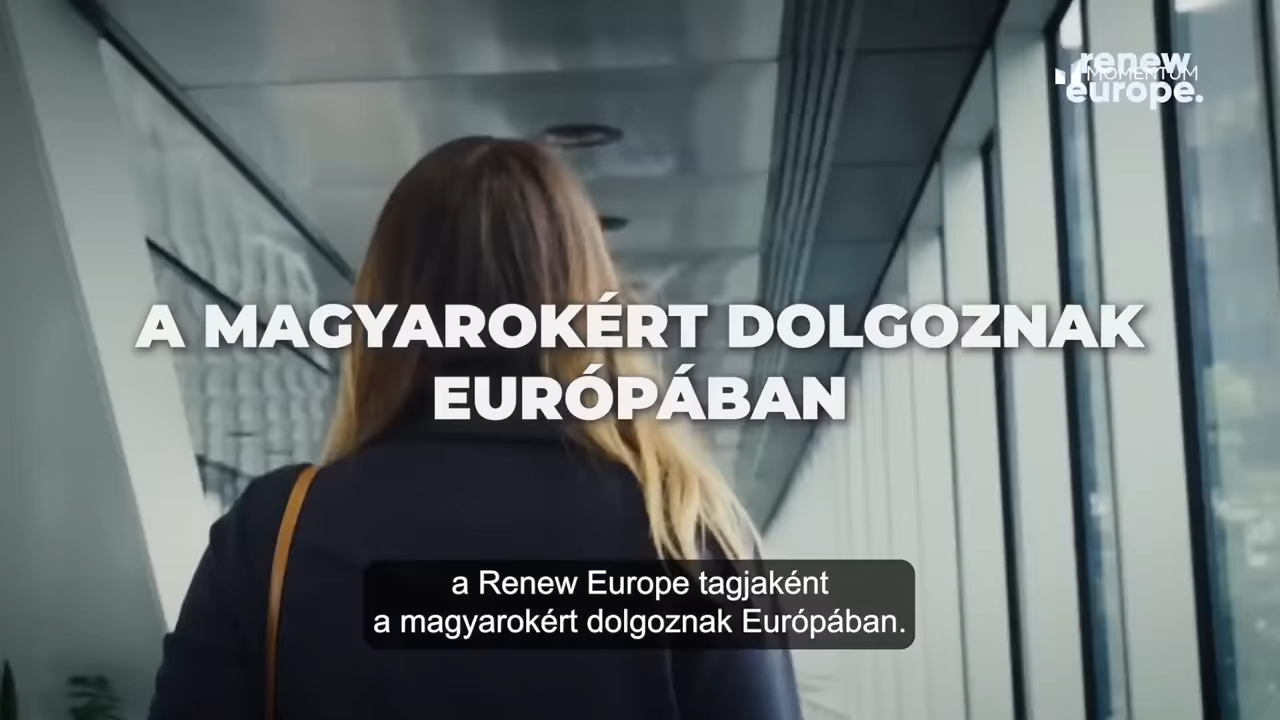 renew
MOMENTUM
europe.
A MAGYAROKÉRT DOLGOZNAK
EURÓPÁBAN
a Renew Europe tagjaként
a magyarokért dolgoznak Európában.